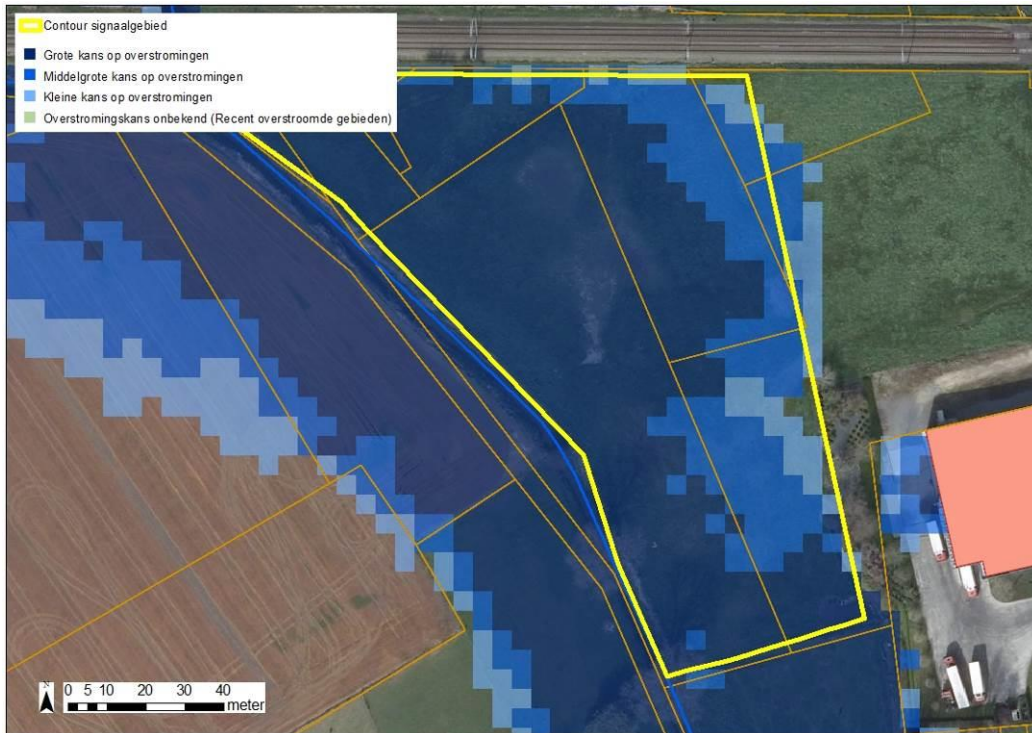 Contour signaalgebied
Grote kans op overstromingen
Middelgrote kans op overstromingen
Kleine kans op overstromingen
Overstromingskans onbekend (Recent overstroomde gebieden)
N
0 5 10 20 30 40
meter